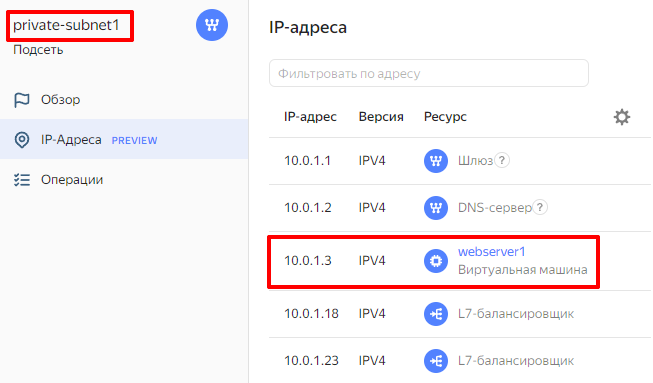 private-subnet1
Подсеть
Обзор
IP-Адреса PREVIEW
Операции
IP-адреса
Фильтровать по адресу
IP-адрес Версия Ресурс
10.0.1.1 IPV4 Шлюз ?
10.0.1.2 IPV4 DNS-сервер ?
10.0.1.3 IPV4 webserver1
Виртуальная машина
10.0.1.18 IPV4 L7-балансировщик
10.0.1.23 IPV4 L7-балансировщик